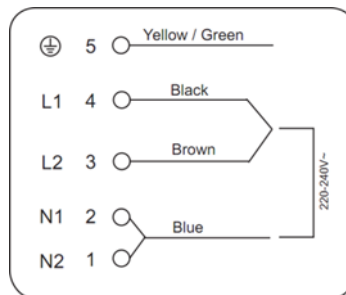 5 Yellow / Green
L1 4 Black
L2 3 Brown
N1 2
Blue
N2 1
220-240V~